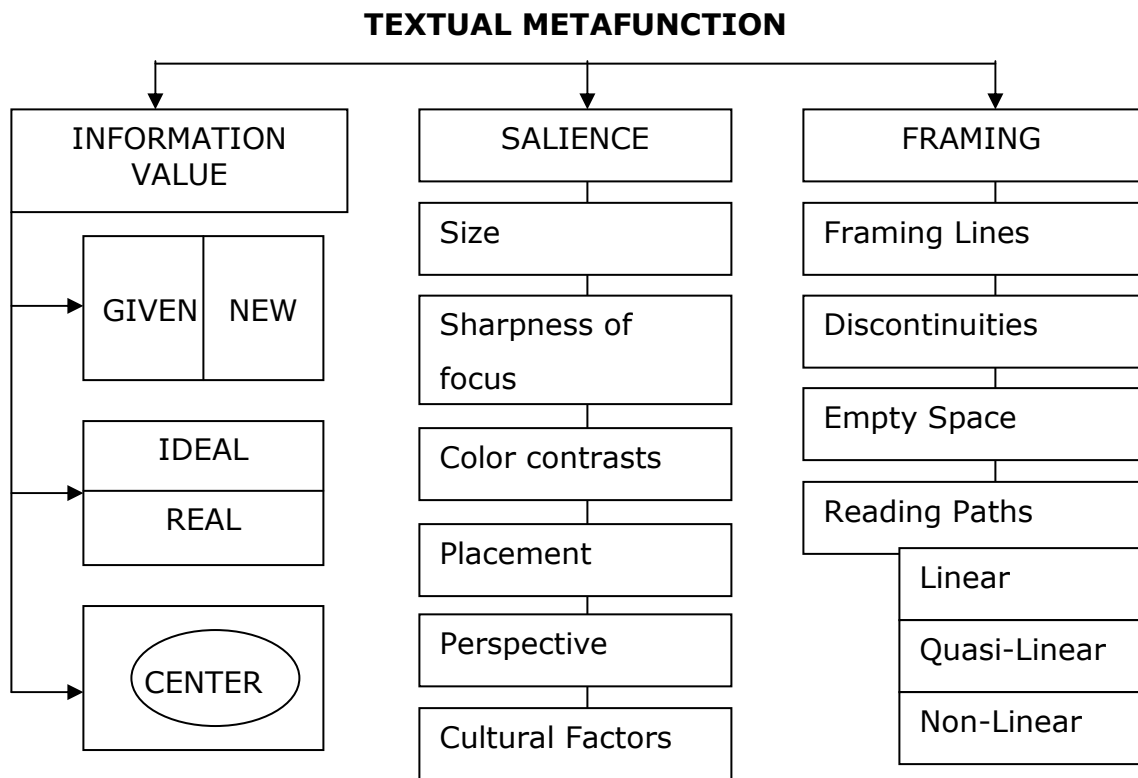 TEXTUAL METAFUNCTION
INFORMATION
VALUE
GIVEN NEW
IDEAL
REAL
CENTER
SALIENCE
Size
Sharpness of
focus
Color contrasts
Placement
Perspective
Cultural Factors
FRAMING
Framing Lines
Discontinuities
Empty Space
Reading Paths
Linear
Quasi-Linear
Non-Linear